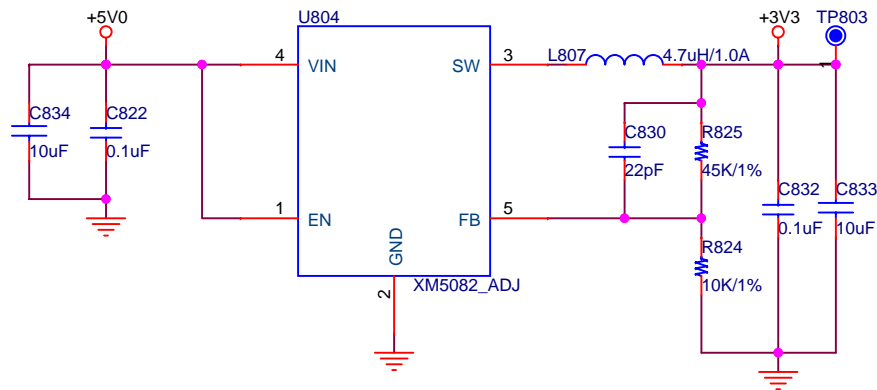 +5V0
U804
+3V3
TP803
4
VIN
SW
3
L807
4.7uH/1.0A
1
C834
10uF
C822
0.1uF
C830
22pF
R825
45K/1%
1
EN
FB
5
C832
0.1uF
C833
10uF
R824
10K/1%
GND
2
XM5082_ADJ